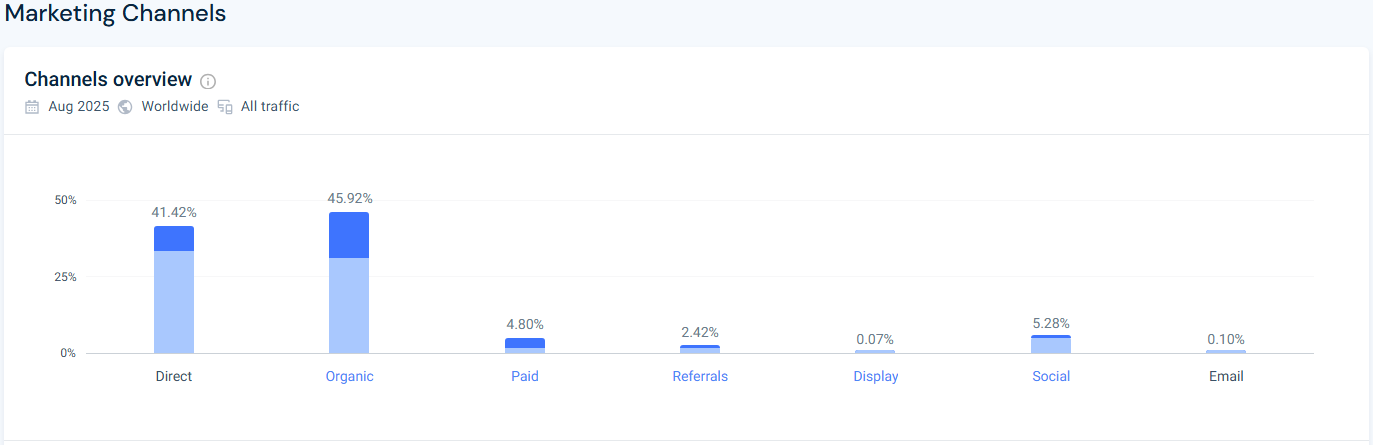 Marketing Channels
Channels overview
Aug 2025 Worldwide All traffic
50%
25%
0%
41.42%
45.92%
4.80%
2.42%
0.07%
5.28%
0.10%
Direct
Organic
Paid
Referrals
Display
Social
Email